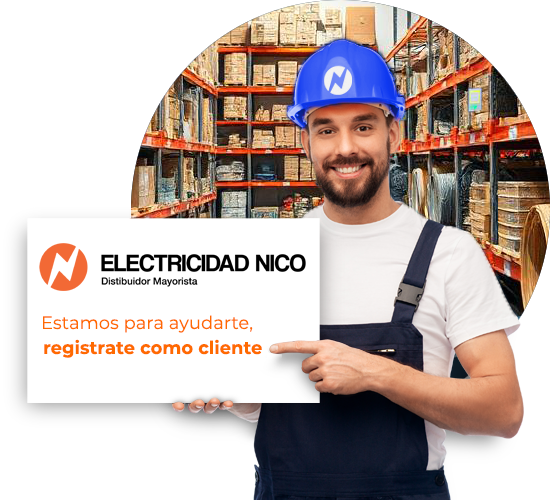 ELECTRICIDAD NICO
Distibuidor Mayorista
Estamos para ayudarte,
registrate como cliente